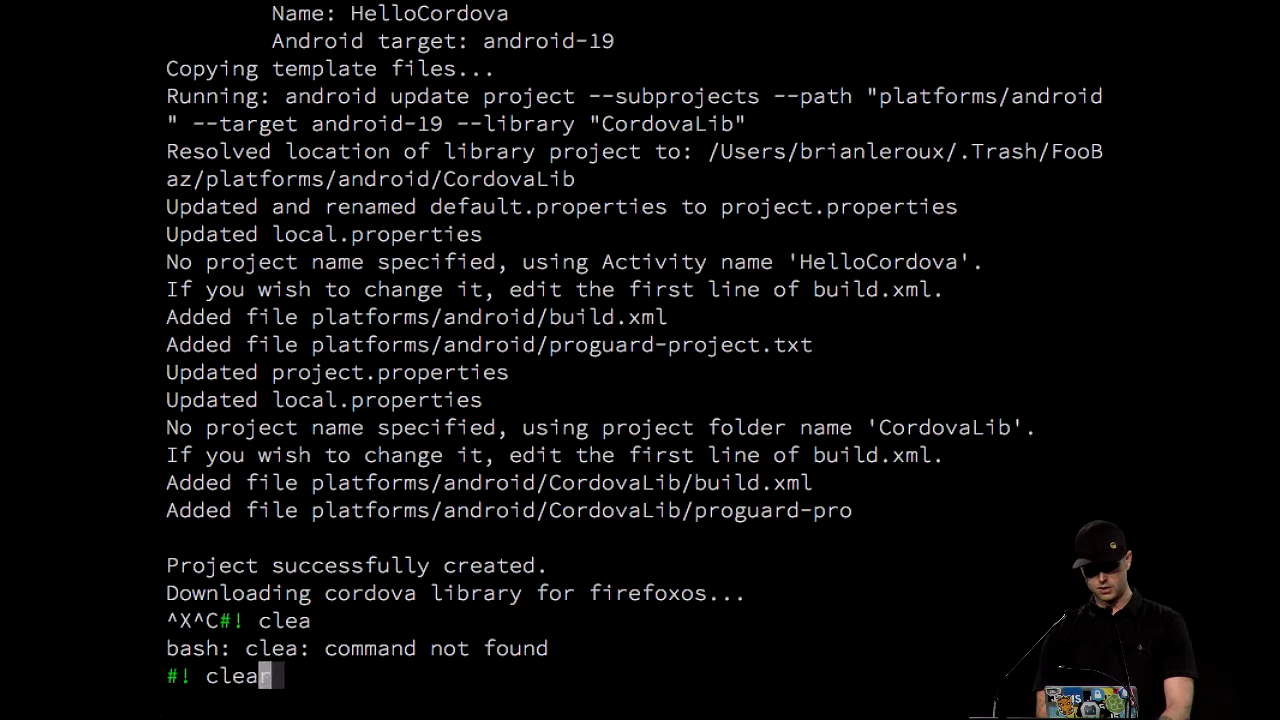 Name: HelloCordova
Android target: android-19
Copying template files...
Running: android update project --subprojects --path "platforms/android
" --target android-19 --library "CordovaLib"
Resolved location of library project to: /Users/brianleroux/.Trash/FooB
az/platforms/android/CordovaLib
Updated and renamed default.properties to project.properties
Updated local.properties
No project name specified, using Activity name 'HelloCordova'.
If you wish to change it, edit the first line of build.xml.
Added file platforms/android/build.xml
Added file platforms/android/proguard-project.txt
Updated project.properties
Updated local.properties
No project name specified, using project folder name 'CordovaLib'.
If you wish to change it, edit the first line of build.xml.
Added file platforms/android/CordovaLib/build.xml
Added file platforms/android/CordovaLib/proguard-pro
Project successfully created.
Downloading cordova library for firefoxos...
^X^C#! clea
bash: clea: command not found
#! clear